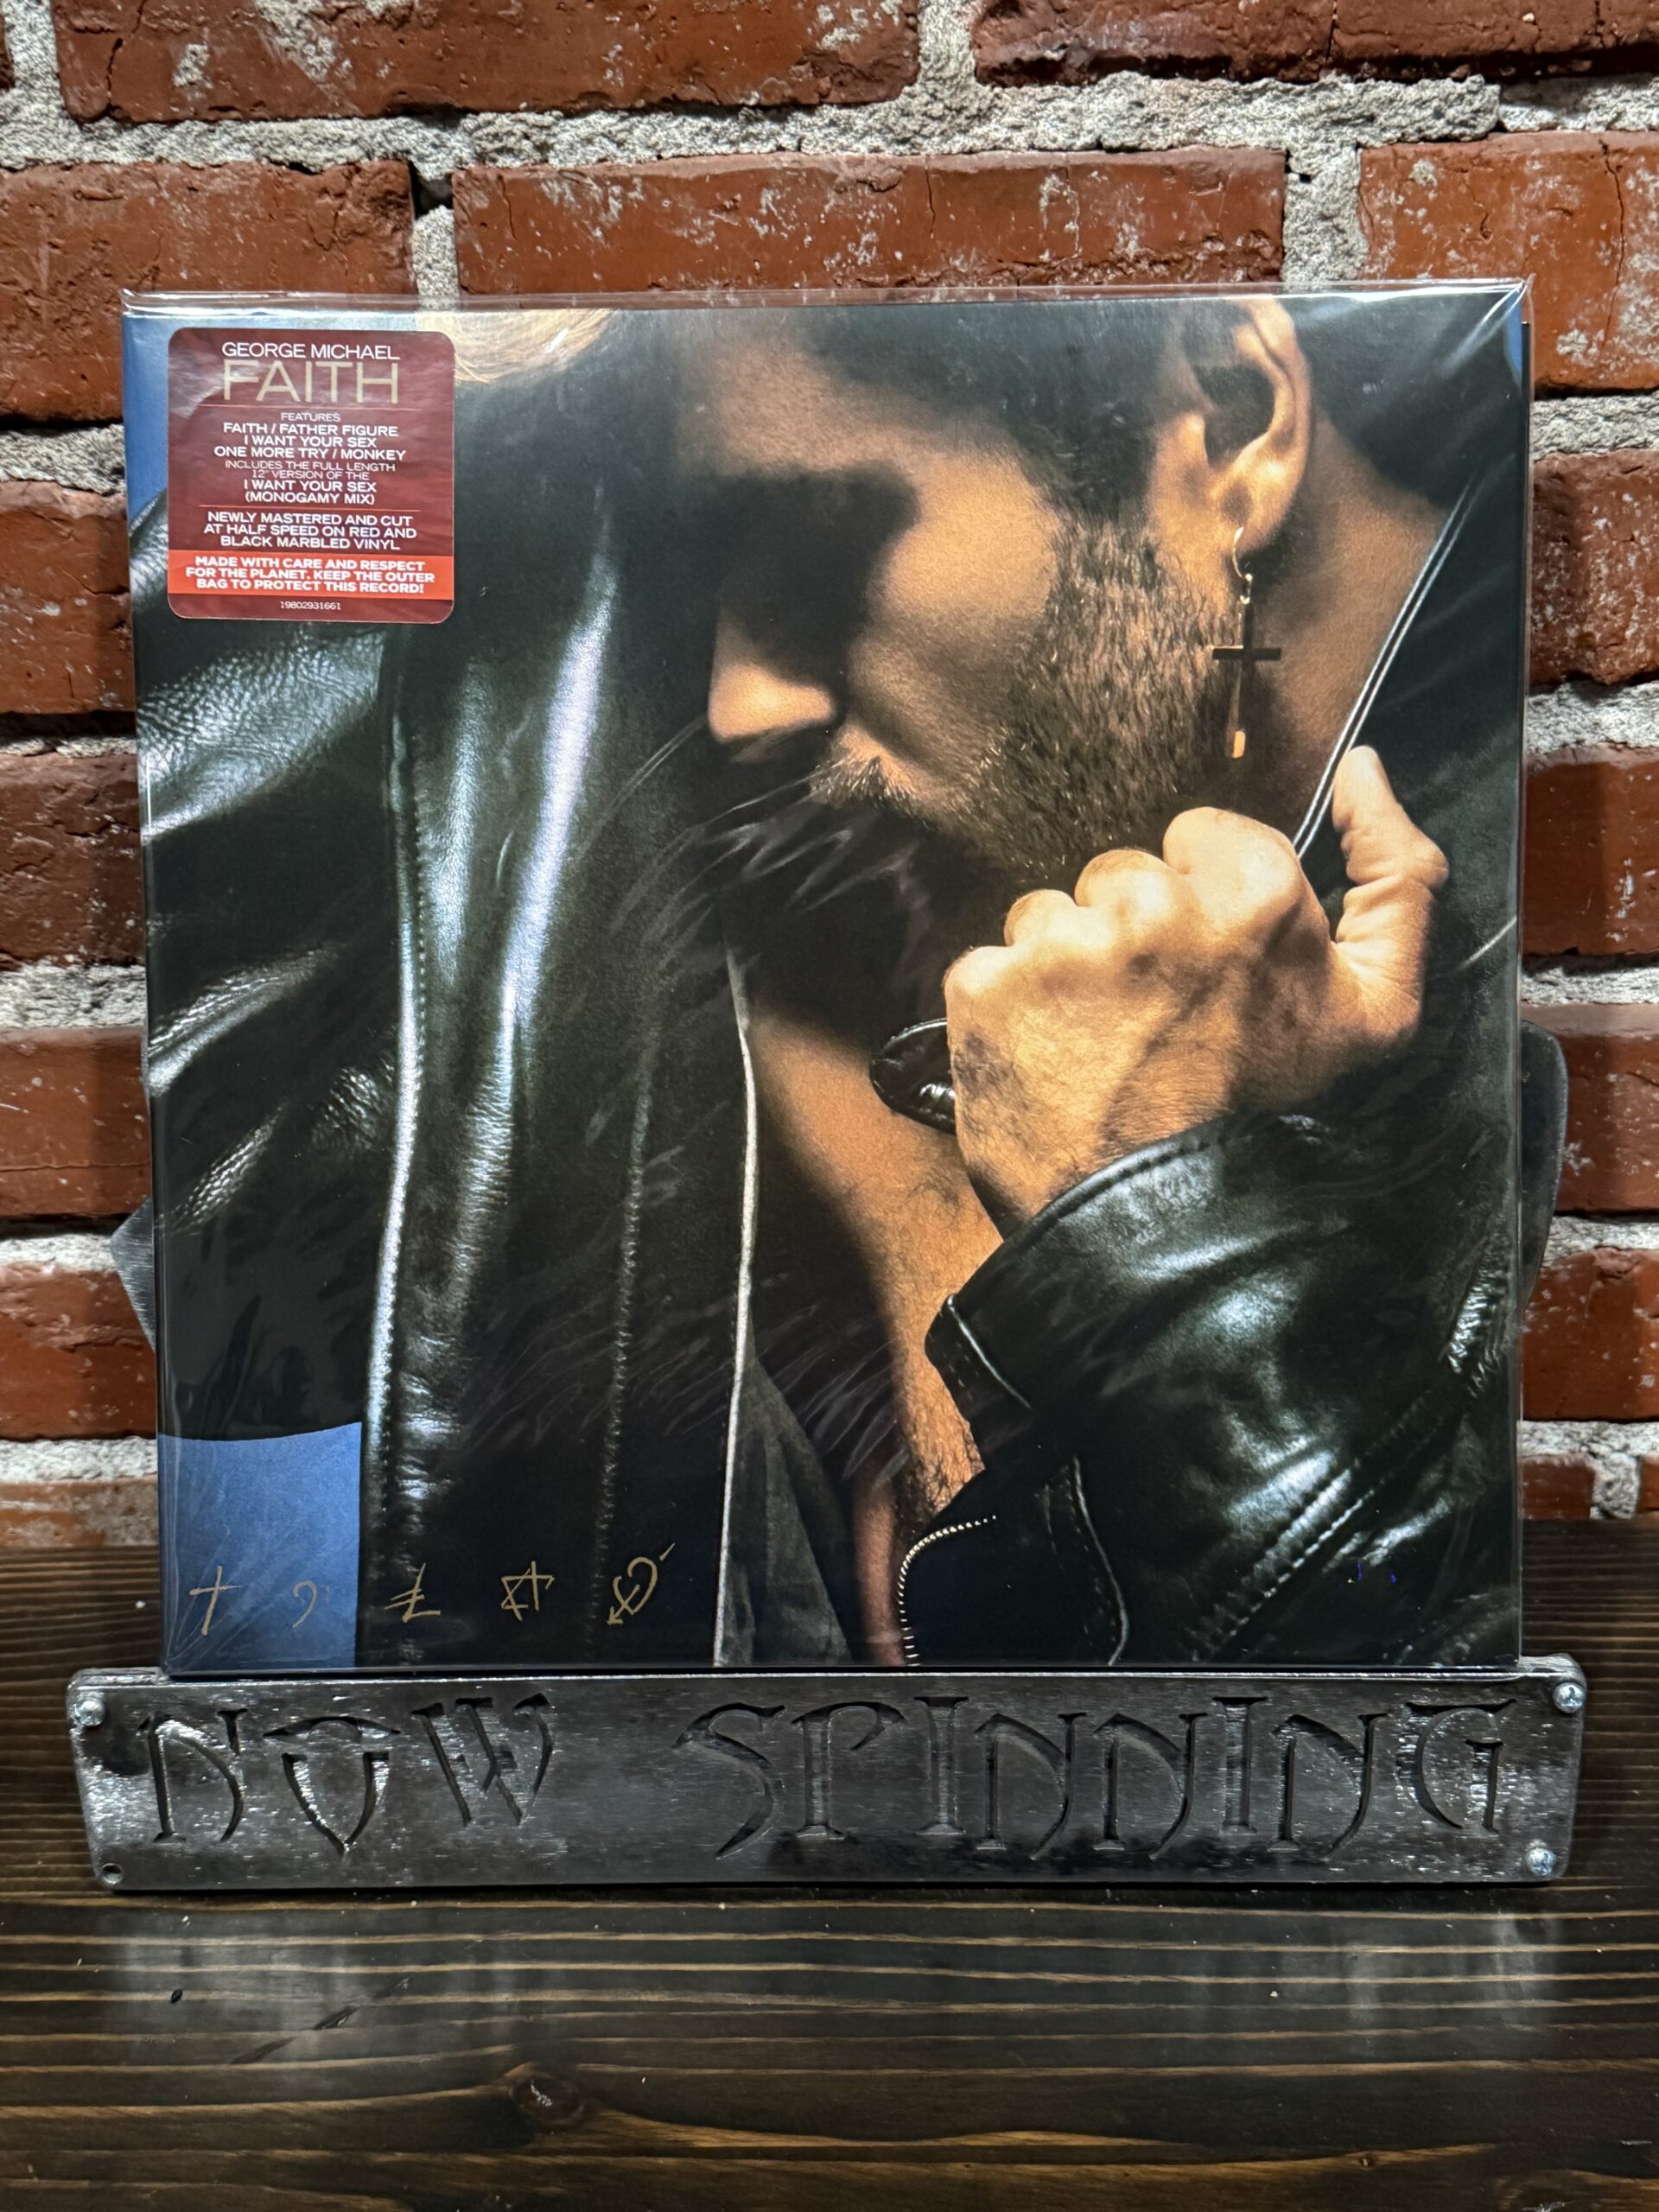 GEORGE MICHAEL
FAITH
FEATURES
FAITH / FATHER FIGURE
I WANT YOUR SEX
ONE MORE TRY / MONKEY
INCLUDES THE FULL LENGTH
12" VERSION OF THE
I WANT YOUR SEX
(MONOGAMY MIX)
NEWLY MASTERED AND CUT
AT HALF SPEED ON RED AND
BLACK MARBLED VINYL
MADE WITH CARE AND RESPECT
FOR THE PLANET. KEEP THE OUTER
BAG TO PROTECT THIS RECORD!
19802931661
NOW SPINNING